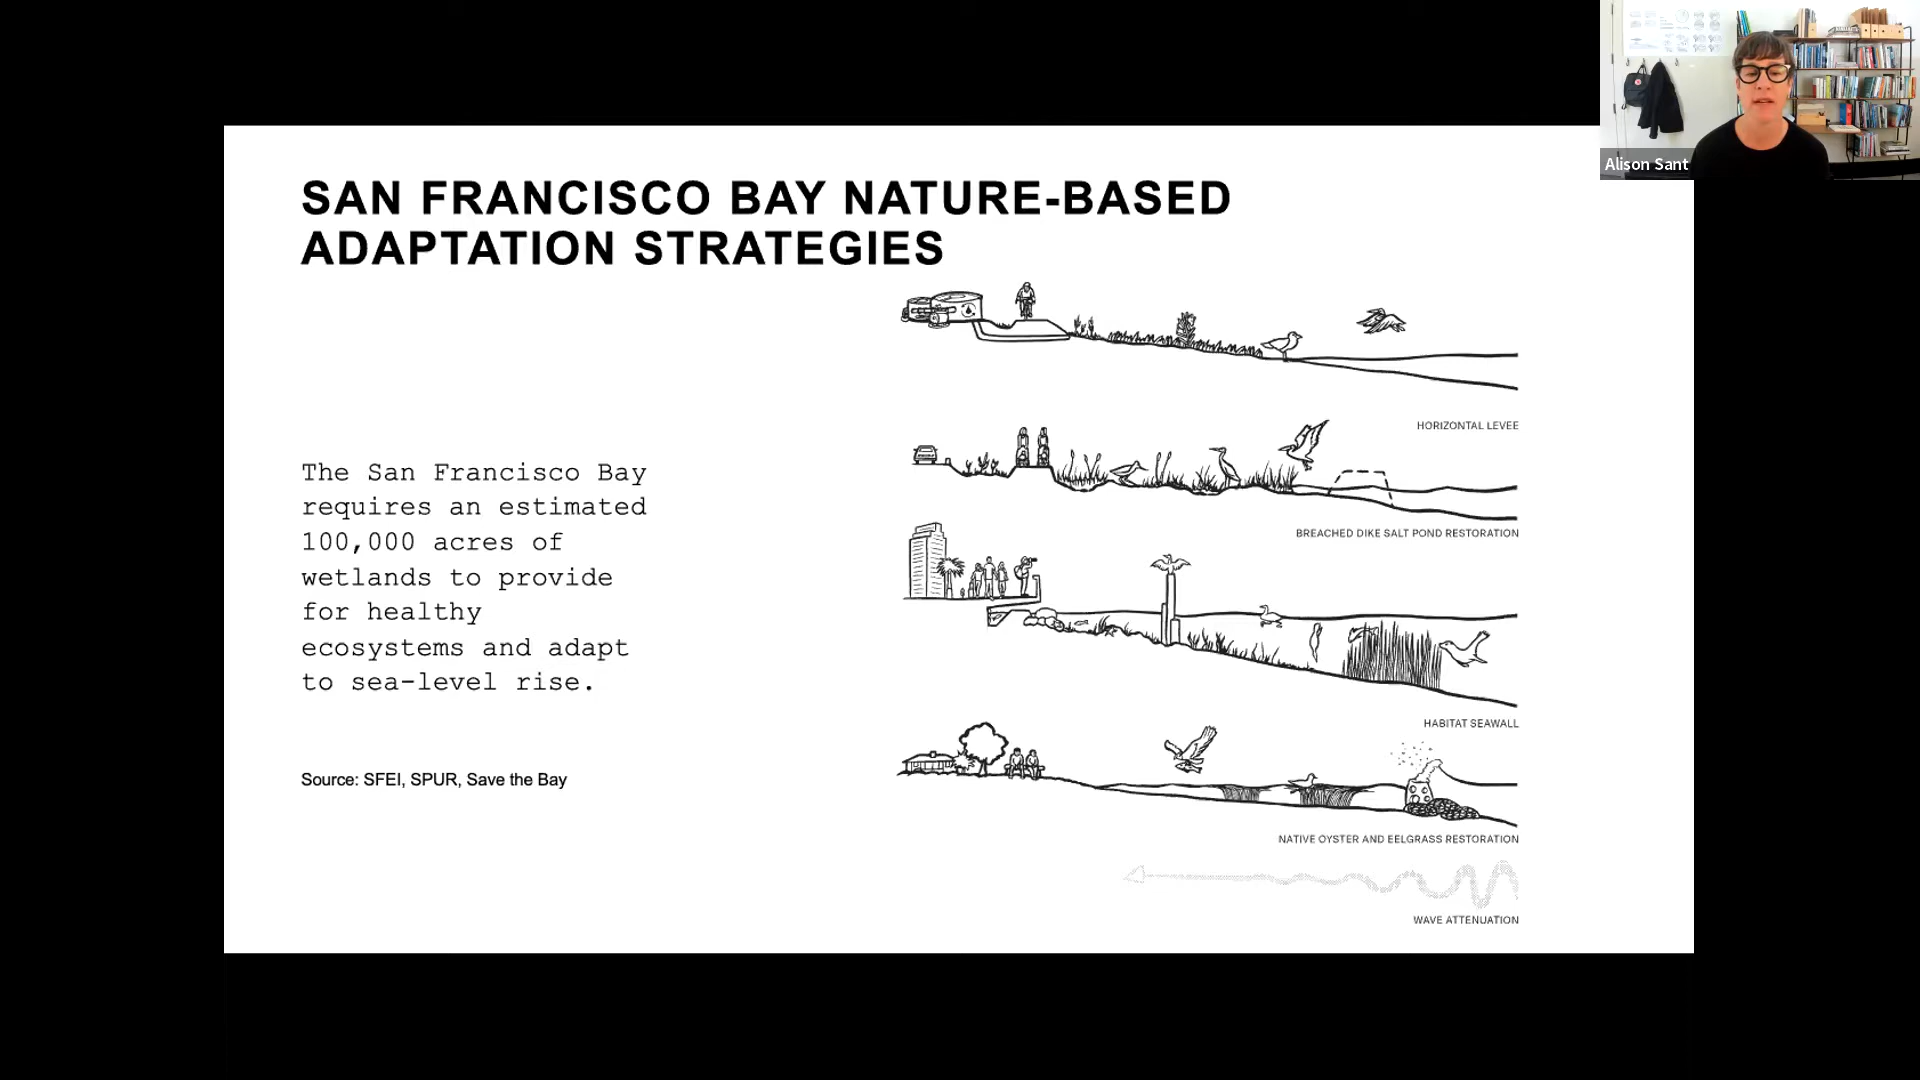 Alison Sant
SAN FRANCISCO BAY NATURE-BASED
ADAPTATION STRATEGIES
The San Francisco Bay
requires an estimated
100,000 acres of
wetlands to provide
for healthy
ecosystems and adapt
to sea-level rise.
Source: SFEI, SPUR, Save the Bay
HORIZONTAL LEVEE
BREACHED DIKE SALT POND RESTORATION
HABITAT SEAWALL
NATIVE OYSTER AND EELGRASS RESTORATION
WAVE ATTENUATION